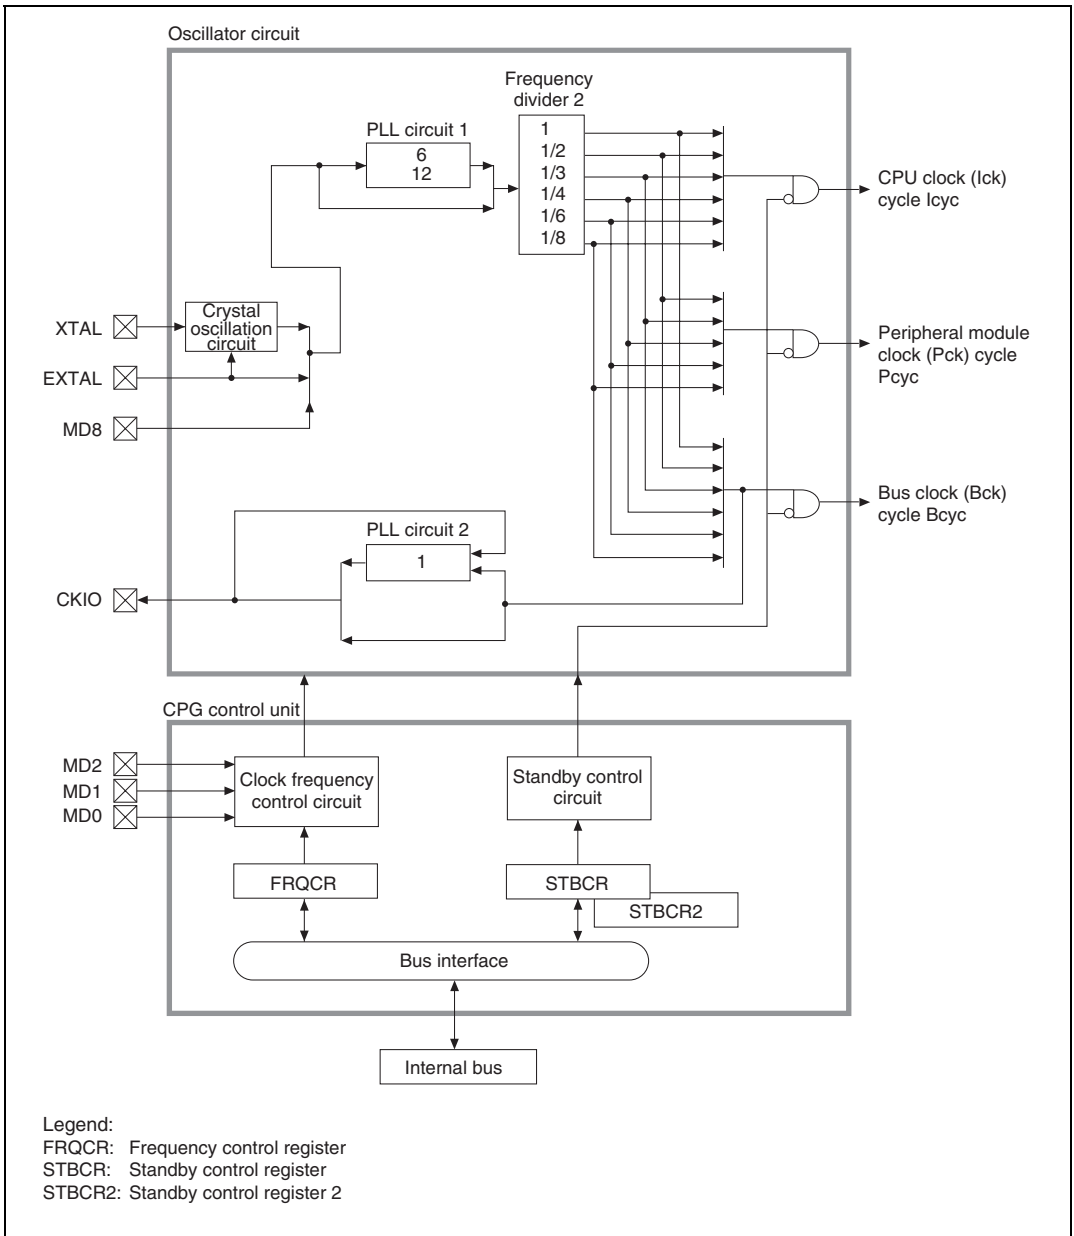 Oscillator circuit
Frequency
divider 2
PLL circuit 1
6
12
1
1/2
1/3
1/4
1/6
1/8
CPU clock (Ick)
cycle Icyc
XTAL
Crystal
oscillation
circuit
EXTAL
MD8
Peripheral module
clock (Pck) cycle
Pcyc
Bus clock (Bck)
cycle Bcyc
PLL circuit 2
1
CKIO
CPG control unit
MD2
MD1
MD0
Clock frequency
control circuit
Standby control
circuit
FRQCR
STBCR
STBCR2
Bus interface
Internal bus
Legend:
FRQCR: Frequency control register
STBCR: Standby control register
STBCR2: Standby control register 2